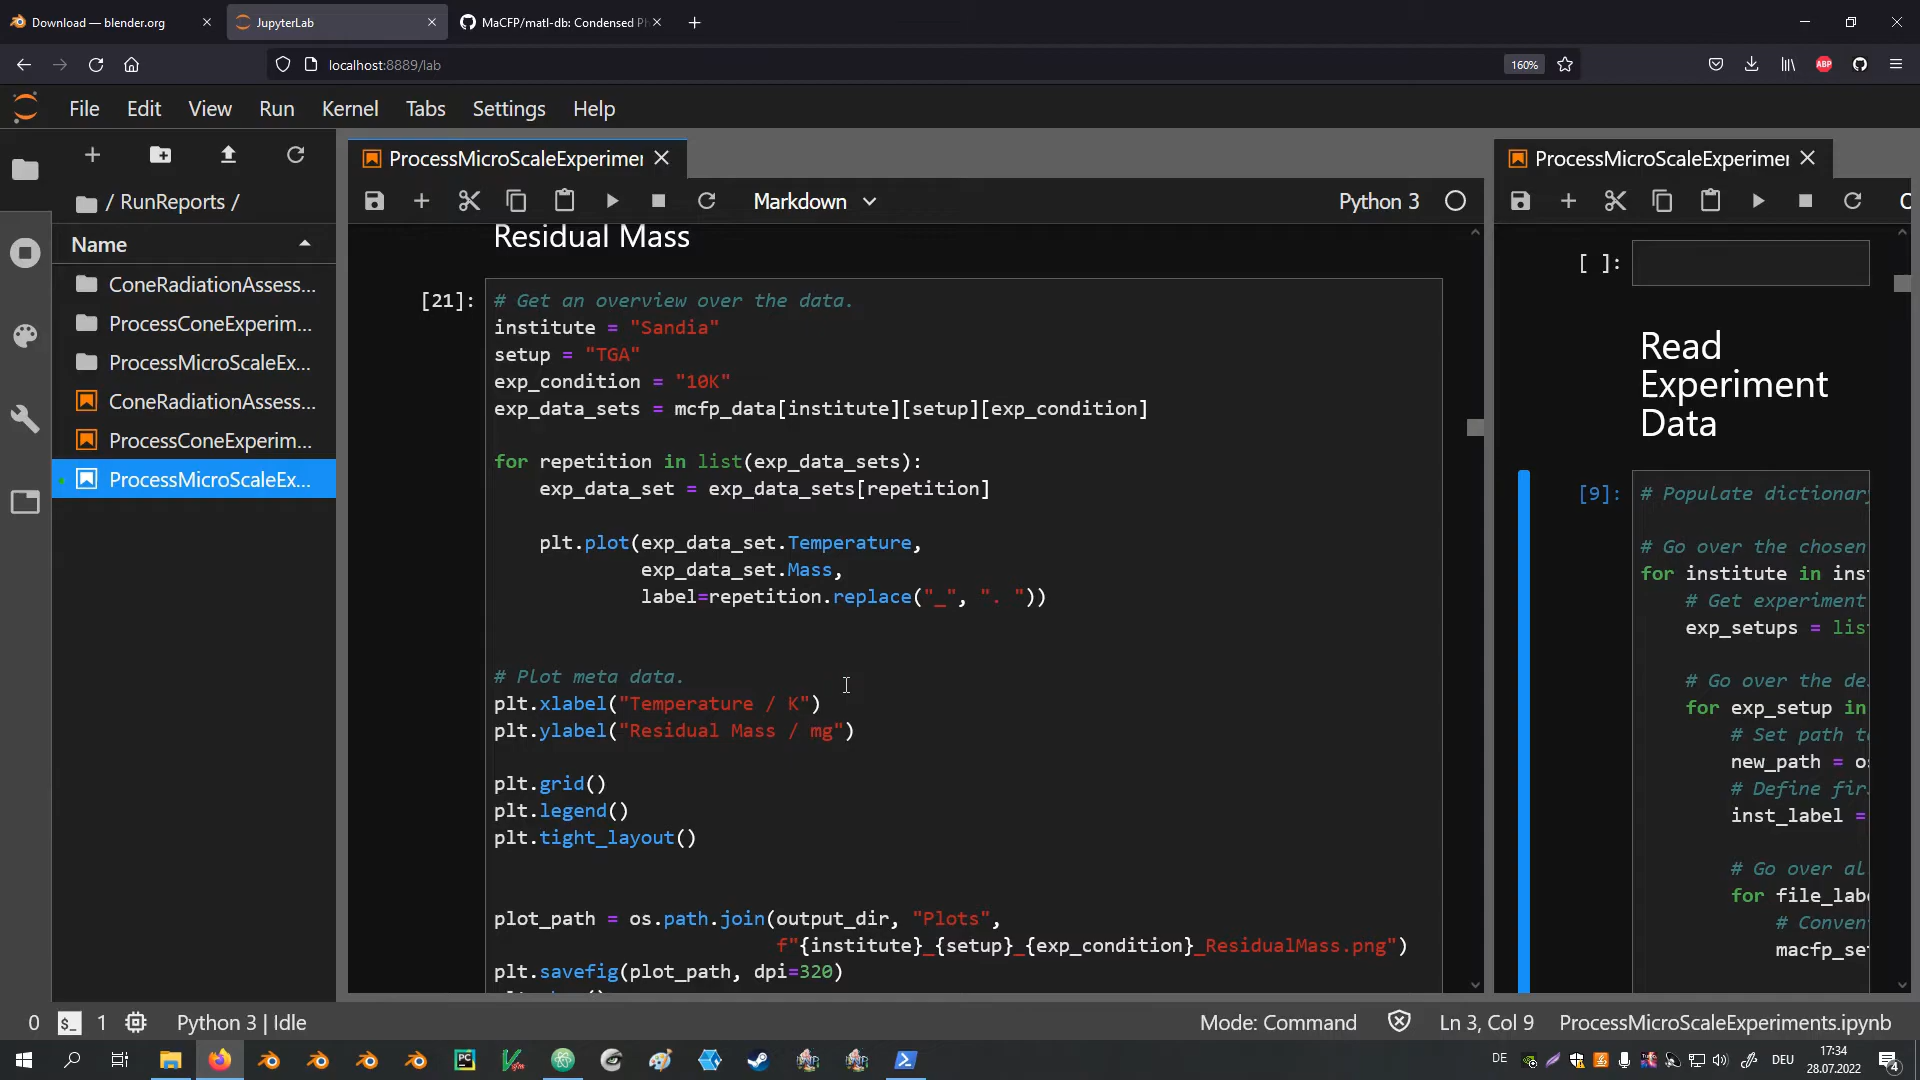 Download — blender.org
JupyterLab
MaCFP/matl-db: Condensed Ph
localhost:8889/lab
160%
ABP
File Edit View Run Kernel Tabs Settings Help
/ RunReports /
Name
ConeRadiationAssess...
ProcessConeExperim...
ProcessMicroScaleEx...
ConeRadiationAssess...
ProcessConeExperim...
ProcessMicroScaleEx...
ProcessMicroScaleExperimer
Markdown
Python 3
Residual Mass
[21]:
# Get an overview over the data.
institute = "Sandia"
setup = "TGA"
exp_condition = "10K"
exp_data_sets = mcfp_data[institute][setup][exp_condition]
for repetition in list(exp_data_sets):
exp_data_set = exp_data_sets[repetition]
plt.plot(exp_data_set.Temperature,
exp_data_set.Mass,
label=repetition.replace("_", ". "))
# Plot meta data.
plt.xlabel("Temperature / K")
plt.ylabel("Residual Mass / mg")
plt.grid()
plt.legend()
plt.tight_layout()
plot_path = os.path.join(output_dir, "Plots",
f"{institute}_{setup}_{exp_condition}_ResidualMass.png")
plt.savefig(plot_path, dpi=320)
ProcessMicroScaleExperimer
[ ]:
Read
Experiment
Data
[9]:
# Populate dictionary
# Go over the chosen
for institute in ins
# Get experiment
exp_setups = lis
# Go over the de
for exp_setup in
# Set path t
new_path = o
# Define fir
inst_label =
# Go over al
for file_lab
# Conven
macfp_se
0
1
Python 3 | Idle
Mode: Command
Ln 3, Col 9
ProcessMicroScaleExperiments.ipynb
DE
DEU
17:34
28.07.2022
4